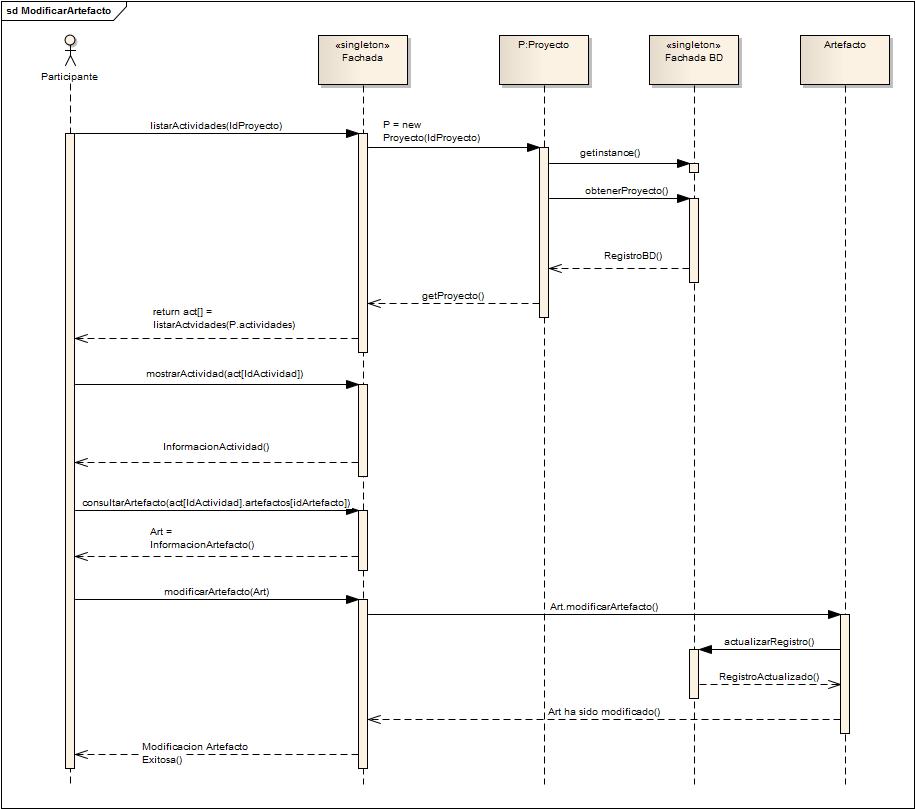 sd ModificarArtefacto
Participante
«singleton»
Fachada
P:Proyecto
«singleton»
Fachada BD
Artefacto
listarActividades(IdProyecto)
P = new
Proyecto(IdProyecto)
getinstance()
obtenerProyecto()
RegistroBD()
getProyecto()
return act[] =
listarActvidades(P.actividades)
mostrarActividad(act[IdActividad])
InformacionActividad()
consultarArtefacto(act[IdActividad].artefactos[idArtefacto])
Art =
InformacionArtefacto()
modificarArtefacto(Art)
Art.modificarArtefacto()
actualizarRegistro()
RegistroActualizado()
Art ha sido modificado()
Modificacion Artefacto
Exitosa()